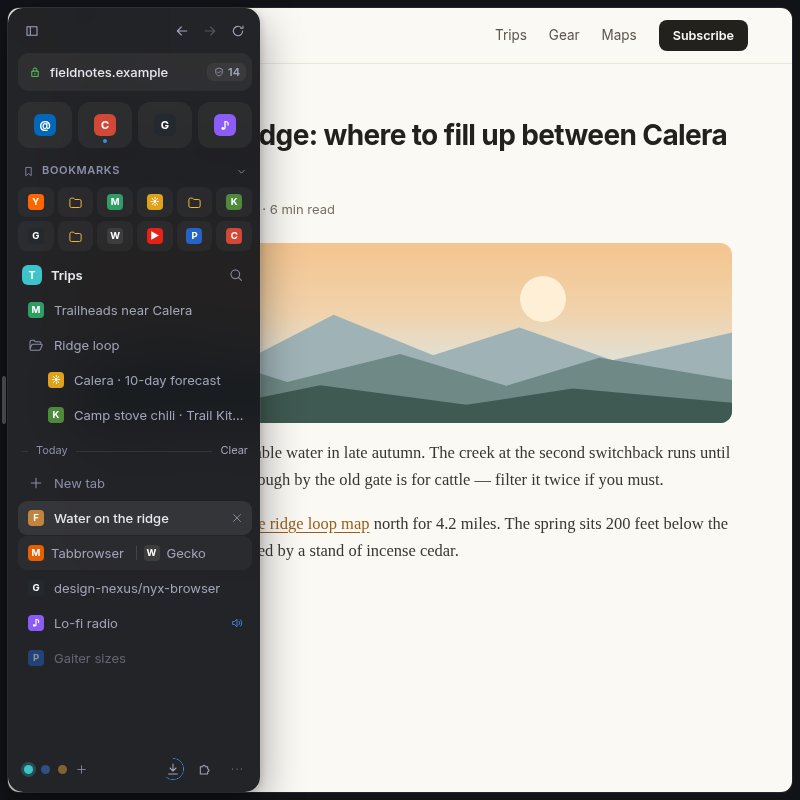 fieldnotes.example
14
@
C
G
BOOKMARKS
Y
M
K
G
W
P
C
T Trips
M Trailheads near Calera
Ridge loop
Calera · 10-day forecast
K Camp stove chili · Trail Kit…
Today
Clear
New tab
F Water on the ridge
M Tabbrowser
W Gecko
G design-nexus/nyx-browser
Lo-fi radio
P Gaiter sizes
Trips
Gear
Maps
Subscribe
dge: where to fill up between Calera
· 6 min read
able water in late autumn. The creek at the second switchback runs until
ough by the old gate is for cattle — filter it twice if you must.
e ridge loop map north for 4.2 miles. The spring sits 200 feet below the
ed by a stand of incense cedar.